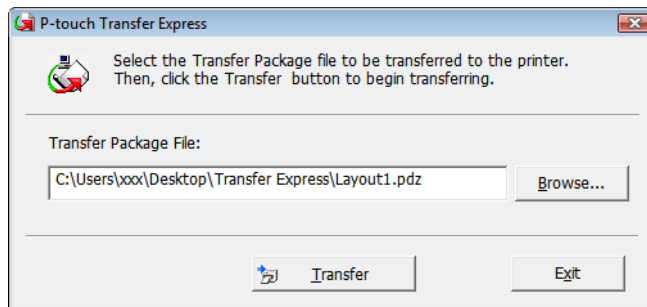 P-touch Transfer Express
Select the Transfer Package file to be transferred to the printer.
Then, click the Transfer button to begin transferring.
Transfer Package File:
C:\Users\xxx\Desktop\Transfer Express\Layout1.pdz
Browse...
Transfer
Exit